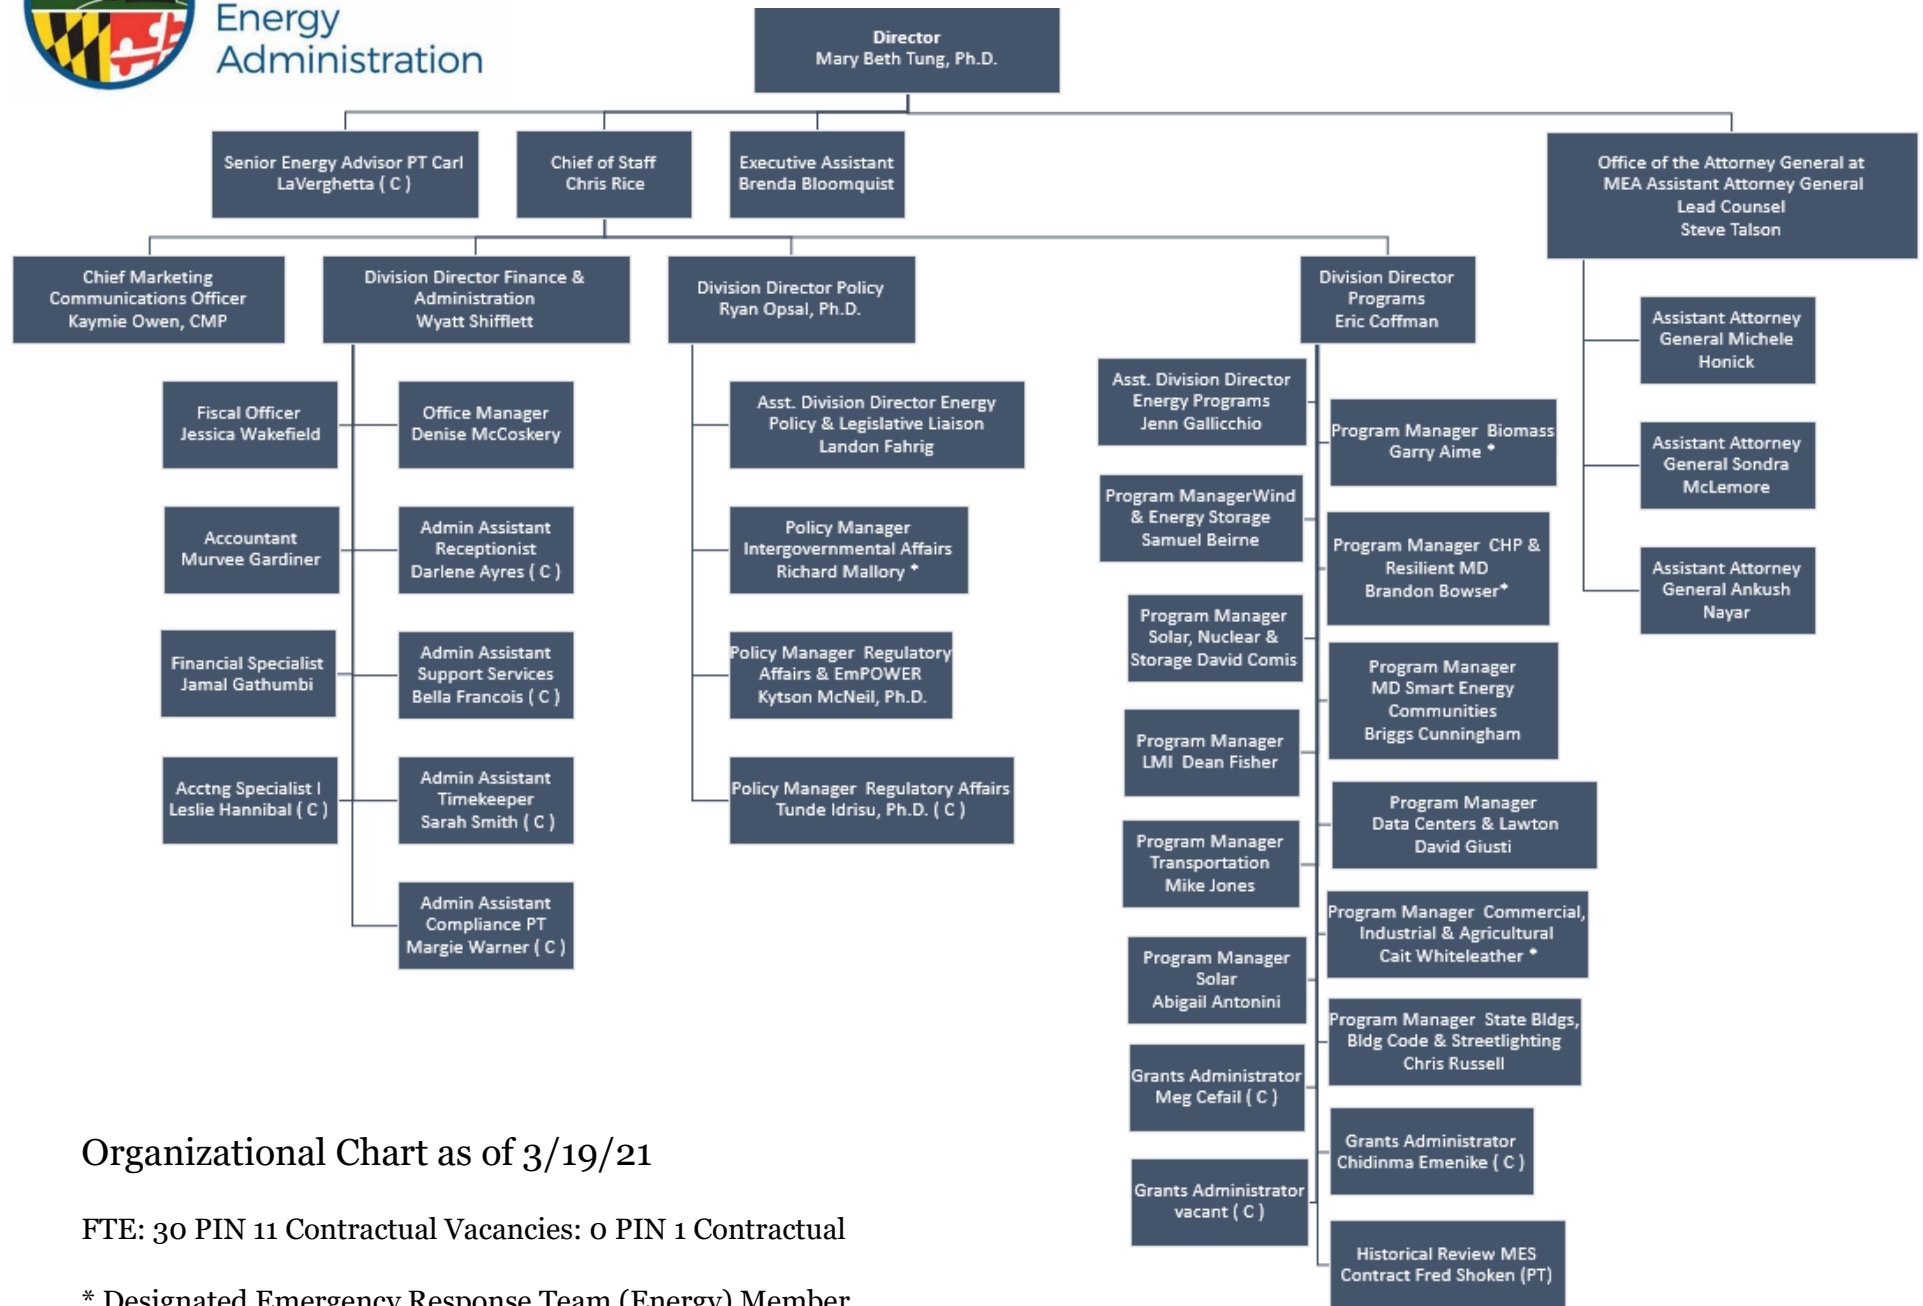 Energy
Administration
Director
Mary Beth Tung, Ph.D.
Senior Energy Advisor PT Carl
LaVerghetta ( C )
Chief of Staff
Chris Rice
Executive Assistant
Brenda Bloomquist
Office of the Attorney General at
MEA Assistant Attorney General
Lead Counsel
Steve Talson
Chief Marketing
Communications Officer
Kaymie Owen, CMP
Division Director Finance &
Administration
Wyatt Shifflett
Division Director Policy
Ryan Opsal, Ph.D.
Division Director
Programs
Eric Coffman
Fiscal Officer
Jessica Wakefield
Accountant
Murvee Gardiner
Financial Specialist
Jamal Gathumbi
Acctng Specialist I
Leslie Hannibal ( C )
Office Manager
Denise McCoskery
Admin Assistant
Receptionist
Darlene Ayres ( C )
Admin Assistant
Support Services
Bella Francois ( C )
Admin Assistant
Timekeeper
Sarah Smith ( C )
Admin Assistant
Compliance PT
Margie Warner ( C )
Asst. Division Director Energy
Policy & Legislative Liaison
Landon Fahrig
Policy Manager
Intergovernmental Affairs
Richard Mallory *
Policy Manager Regulatory
Affairs & EmPOWER
Kytson McNeil, Ph.D.
Policy Manager Regulatory Affairs
Tunde Idrisu, Ph.D. ( C )
Asst. Division Director
Energy Programs
Jenn Gallicchio
Program ManagerWind
& Energy Storage
Samuel Beirne
Program Manager
Solar, Nuclear &
Storage David Comis
Program Manager
LMI Dean Fisher
Program Manager
Transportation
Mike Jones
Program Manager
Solar
Abigail Antonini
Grants Administrator
Meg Cefail ( C )
Grants Administrator
vacant ( C )
Program Manager Biomass
Garry Aime *
Program Manager CHP &
Resilient MD
Brandon Bowser*
Program Manager
MD Smart Energy
Communities
Briggs Cunningham
Program Manager
Data Centers & Lawton
David Giusti
Program Manager Commercial,
Industrial & Agricultural
Cait Whiteleather *
Program Manager State Bldgs,
Bldg Code & Streetlighting
Chris Russell
Grants Administrator
Chidinma Emenike ( C )
Historical Review MES
Contract Fred Shoken (PT)
Assistant Attorney
General Michele
Honick
Assistant Attorney
General Sondra
McLemore
Assistant Attorney
General Ankush
Nayar
Organizational Chart as of 3/19/21
FTE: 30 PIN 11 Contractual Vacancies: 0 PIN 1 Contractual
* Designated Emergency Response Team (Energy) Member